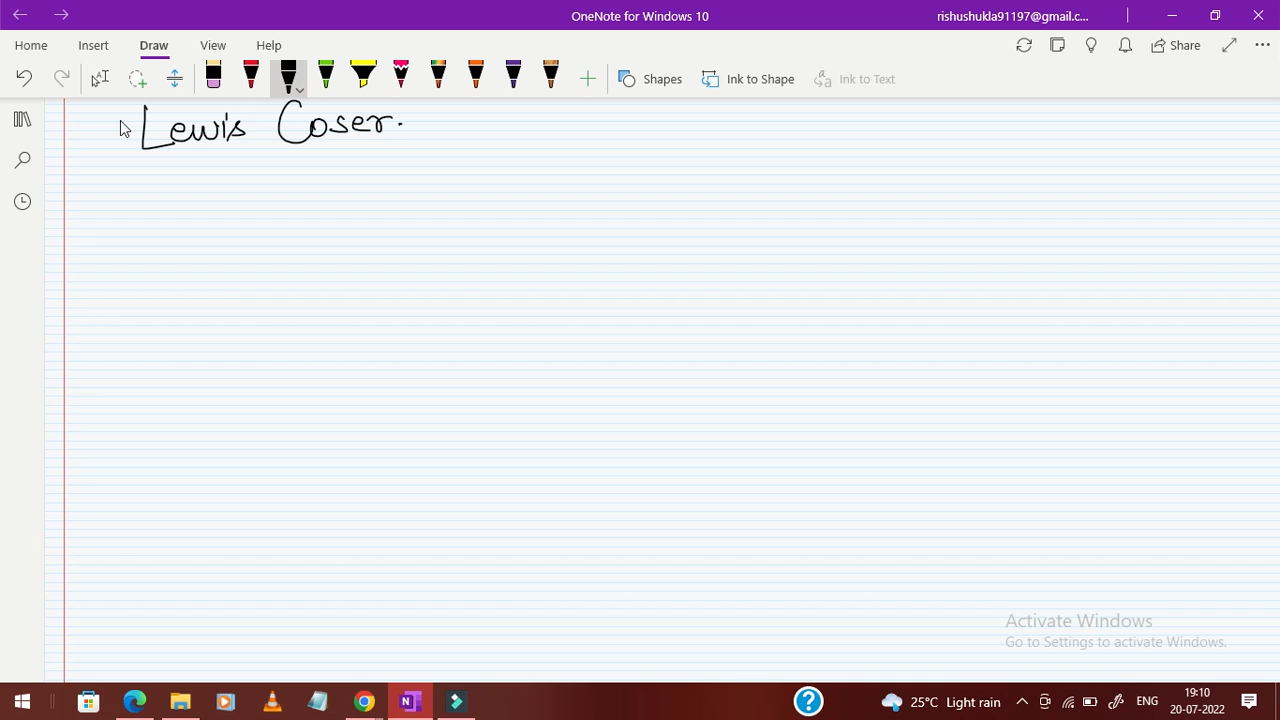 OneNote for Windows 10
rishushukla91197@gmail.c...
Home Insert Draw View Help
Share
Shapes Ink to Shape Ink to Text
Lewis Coser.
Activate Windows
Go to Settings to activate Windows.
25°C Light rain ENG 19:10
20-07-2022